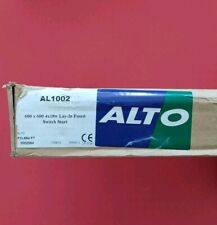 AL1002
600 x 600 4x18w Lay-In Fused
Switch Start
ALTO
CE